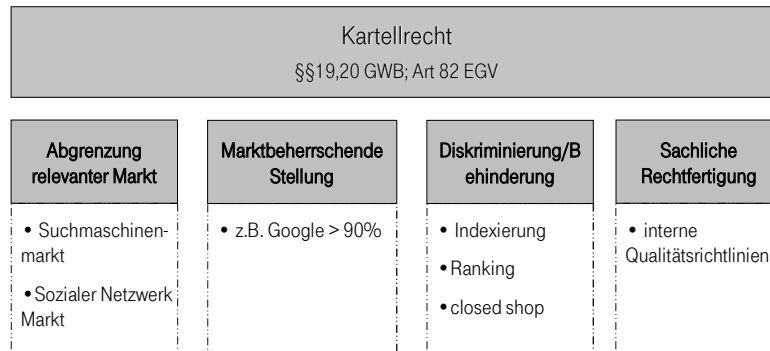 Kartellrecht
§§19,20 GWB; Art 82 EGV
Abgrenzung
relevanter Markt
• Suchmaschinen-
markt
• Sozialer Netzwerk
Markt
Marktbeherrschende
Stellung
• z.B. Google > 90%
Diskriminierung/B
ehinderung
• Indexierung
• Ranking
• closed shop
Sachliche
Rechtfertigung
• interne
Qualitätsrichtlinien